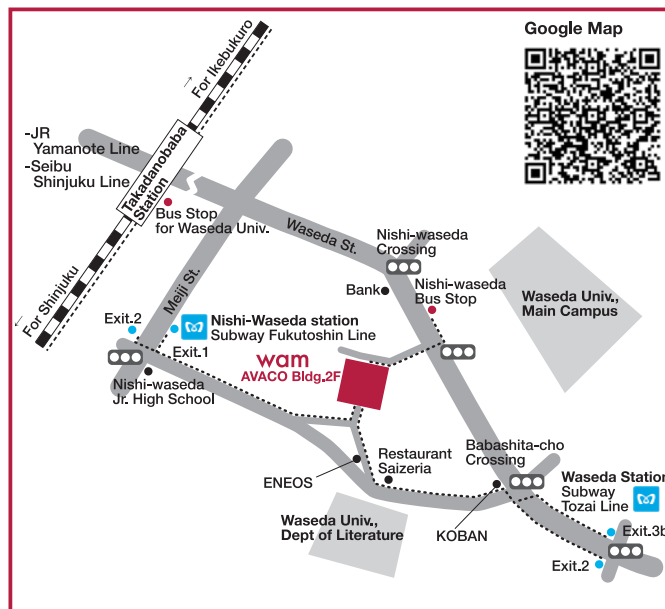 Google Map
For Ikebukuro
-JR
Yamanote Line
-Seibu
Shinjuku Line
Takadanobaba
Station
Bus Stop
for Waseda Univ.
Waseda St.
Nishi-waseda
Crossing
Meiji St.
For Shinjuku
Bank
Nishi-waseda
Bus Stop
Waseda Univ.,
Main Campus
Exit.2
Nishi-Waseda station
Subway Fukutoshin Line
Exit.1
wam
AVACO Bldg.2F
Nishi-waseda
Jr. High School
Babashita-cho
Crossing
Restaurant
Saizeria
ENEOS
Waseda Station
Subway
Tozai Line
Waseda Univ.,
Dept of Literature
KOBAN
Exit.3b
Exit.2